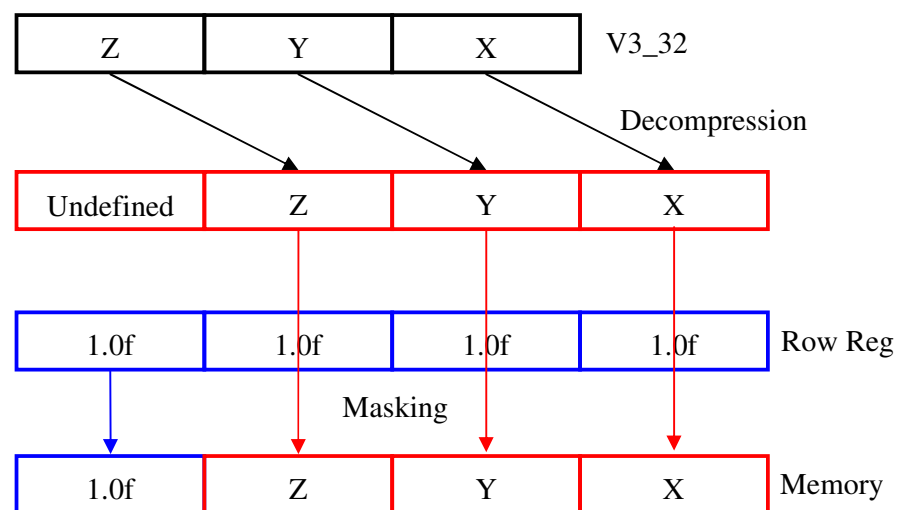 Z Y X V3_32
Decompression
Undefined Z Y X
1.0f 1.0f 1.0f 1.0f Row Reg
Masking
1.0f Z Y X Memory